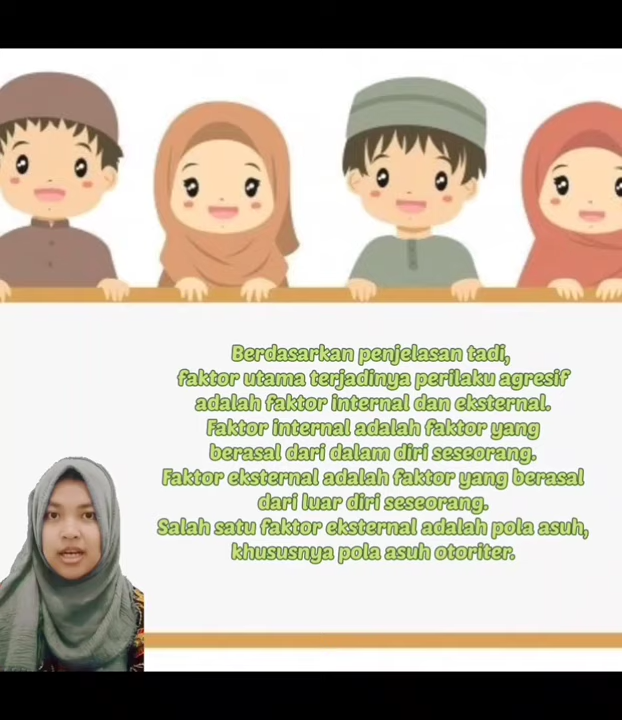 Berdasarkan penjelasan tadi,
faktor utama terjadinya perilaku agresif
adalah faktor internal dan eksternal.
Faktor internal adalah faktor yang
berasal dari dalam diri seseorang.
Faktor eksternal adalah faktor yang berasal
dari luar diri seseorang.
Salah satu faktor eksternal adalah pola asuh,
khususnya pola asuh otoriter.